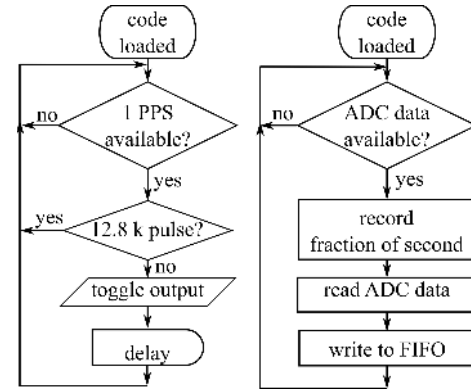 code
loaded
1 PPS
available?
no
yes
12.8 k pulse?
yes
no
toggle output
delay
code
loaded
ADC data
available?
no
yes
record
fraction of second
read ADC data
write to FIFO